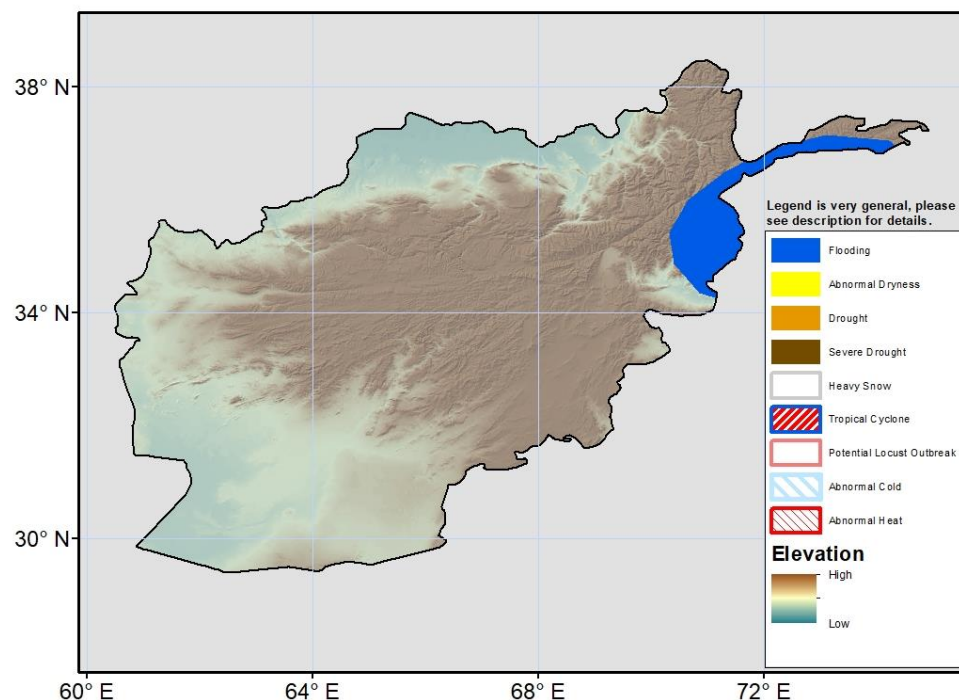 38° N
34° N
30° N
60° E
64° E
68° E
72° E
Legend is very general, please
see description for details.
Flooding
Abnormal Dryness
Drought
Severe Drought
Heavy Snow
Tropical Cyclone
Potential Locust Outbreak
Abnormal Cold
Abnormal Heat
Elevation
High
Low